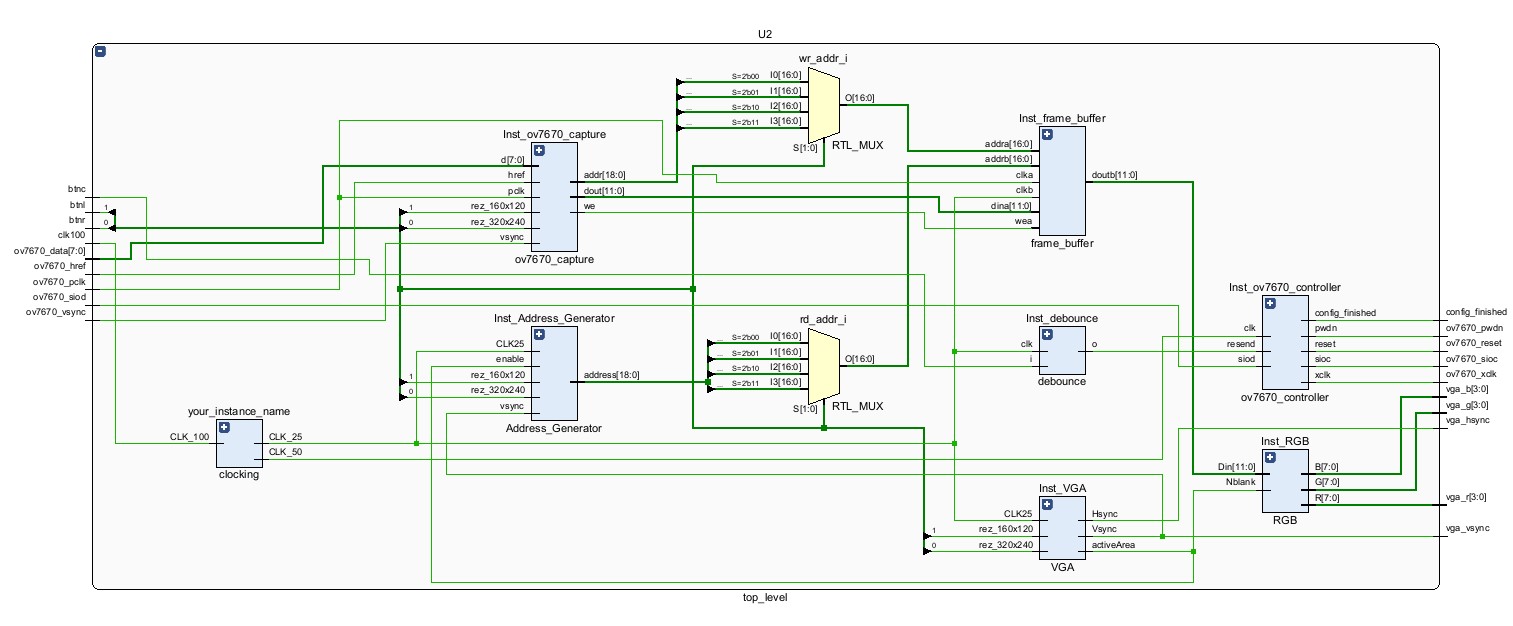 U2
wr_addr_i
... S=2'b00 I0[16:0]
... S=2'b01 I1[16:0]
... S=2'b10 I2[16:0]
... S=2'b11 I3[16:0]
O[16:0]
S[1:0]
RTL_MUX
Inst_ov7670_capture
d[7:0]
href
pclk
rez_160x120
rez_320x240
vsync
addr[18:0]
dout[11:0]
we
1
0
ov7670_capture
Inst_frame_buffer
addra[16:0]
addrb[16:0]
clka
clkb
dina[11:0]
wea
doutb[11:0]
frame_buffer
btnc
btnl
btnr
clk100
ov7670_data[7:0]
ov7670_href
ov7670_pclk
ov7670_siod
ov7670_vsync
1
0
Inst_Address_Generator
CLK25
enable
rez_160x120
rez_320x240
vsync
address[18:0]
1
0
Address_Generator
rd_addr_i
... S=2'b00 I0[16:0]
... S=2'b01 I1[16:0]
... S=2'b10 I2[16:0]
... S=2'b11 I3[16:0]
O[16:0]
S[1:0]
RTL_MUX
Inst_debounce
clk
i
o
debounce
Inst_ov7670_controller
clk
resend
siod
config_finished
pwdn
reset
sioc
xclk
ov7670_controller
config_finished
ov7670_pwdn
ov7670_reset
ov7670_sioc
ov7670_xclk
vga_b[3:0]
vga_g[3:0]
vga_hsync
vga_r[3:0]
vga_vsync
your_instance_name
CLK_100
CLK_25
CLK_50
clocking
Inst_RGB
Din[11:0]
Nblank
B[7:0]
G[7:0]
R[7:0]
RGB
Inst_VGA
CLK25
rez_160x120
rez_320x240
1
0
Hsync
Vsync
activeArea
VGA
top_level